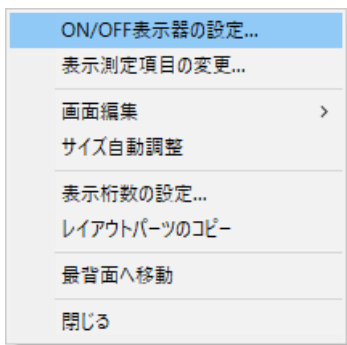 ON/OFF表示器の設定...
表示測定項目の変更...
画面編集
サイズ自動調整
表示桁数の設定...
レイアウトパーツのコピー
最背面へ移動
閉じる